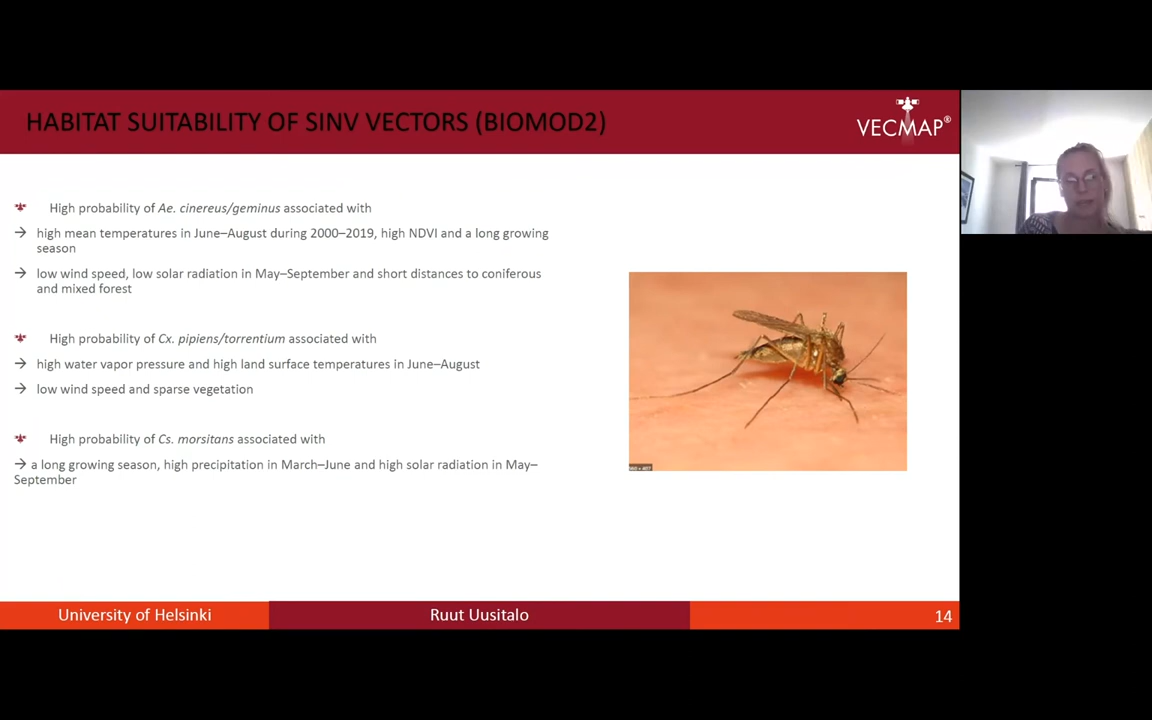 HABITAT SUITABILITY OF SINV VECTORS (BIOMOD2)
VECMAP®
High probability of Ae. cinereus/geminus associated with
→ high mean temperatures in June–August during 2000–2019, high NDVI and a long growing
season
→ low wind speed, low solar radiation in May–September and short distances to coniferous
and mixed forest
High probability of Cx. pipiens/torrentium associated with
→ high water vapor pressure and high land surface temperatures in June–August
→ low wind speed and sparse vegetation
High probability of Cs. morsitans associated with
→ a long growing season, high precipitation in March–June and high solar radiation in May–
September
University of Helsinki
Ruut Uusitalo
14